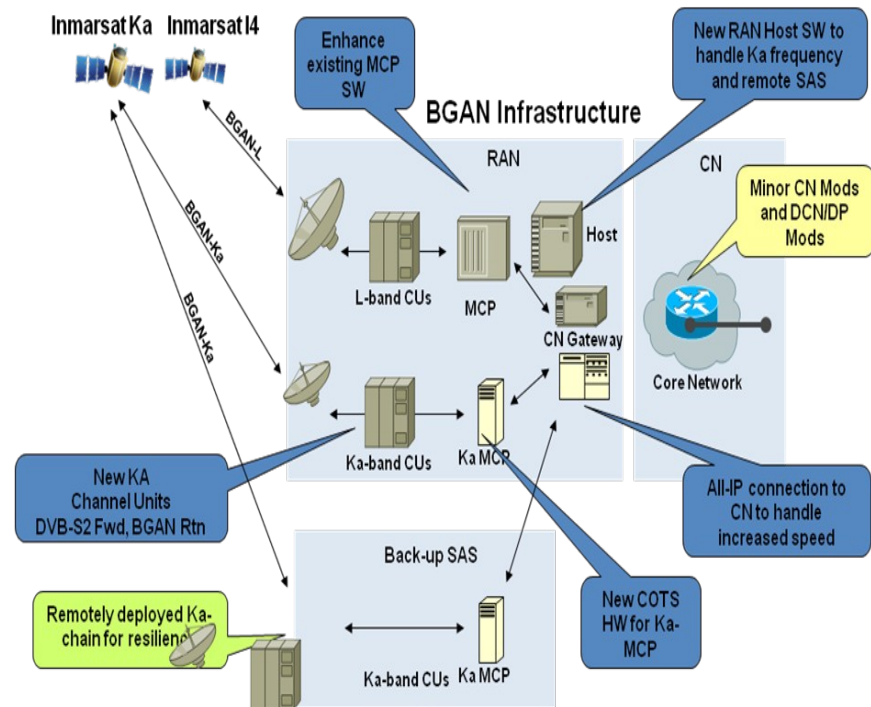 Inmarsat Ka
Inmarsat I4
Enhance
existing MCP
SW
New RAN Host SW to
handle Ka frequency
and remote SAS
BGAN Infrastructure
RAN
CN
BGAN-L
BGAN-Ka
BGAN-Ka
Minor CN Mods
and DCN/DP
Mods
Host
L-band CUs
MCP
CN Gateway
Core Network
Ka-band CUs
Ka MCP
New KA
Channel Units
DVB-S2 Fwd, BGAN Rtn
All-IP connection to
CN to handle
increased speed
Back-up SAS
Remotely deployed Ka-
chain for resilience
New COTS
HW for Ka-
MCP
Ka-band CUs
Ka MCP